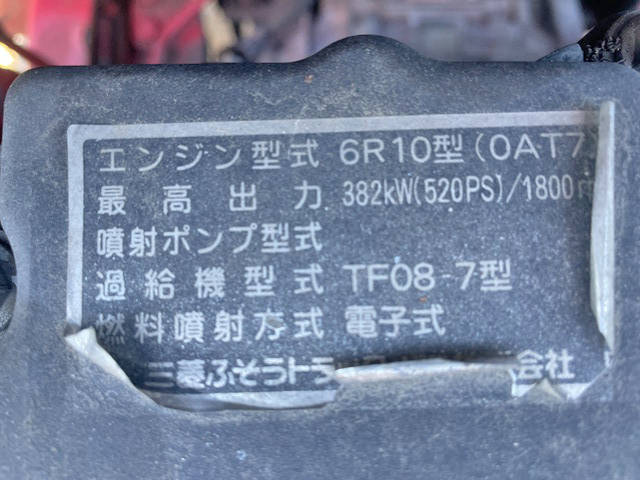 エンジン型式 6R10型(0AT7)
最高出力 382kW(520PS)/1800r
噴射ポンプ型式
過給機型式 TF08-7型
燃料噴射方式 電子式
三菱ふそうトラ 会社